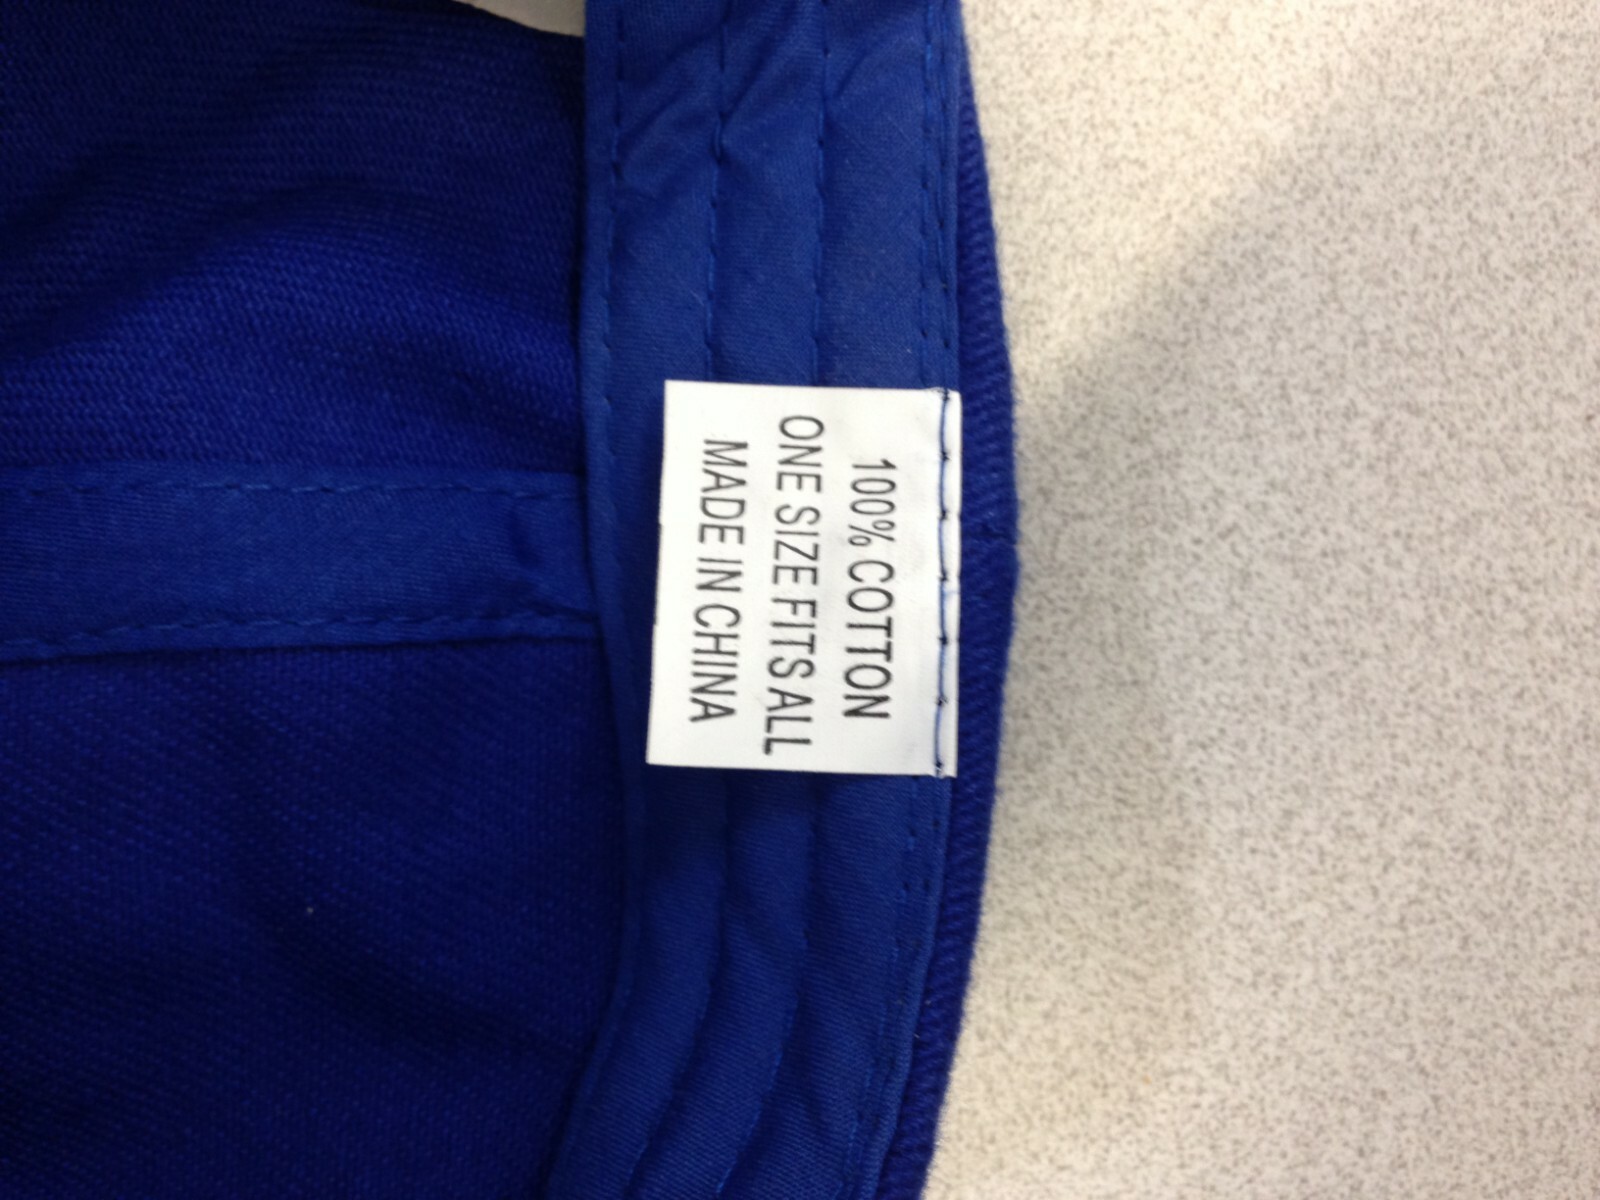 100% COTTON
ONE SIZE FITS ALL
MADE IN CHINA